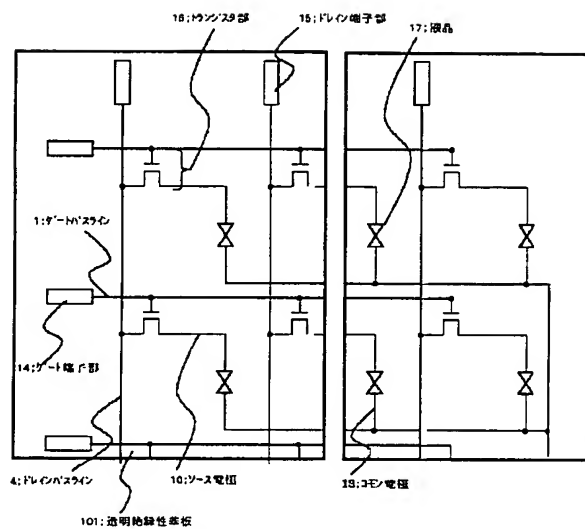 16;トランジスタ部
15;ドレイン端子部
17;液晶
1;ゲートバスライン
14;ゲート端子部
4;ドレインバスライン
10;ソース電極
13;コモン電極
101;透明絶縁性基板